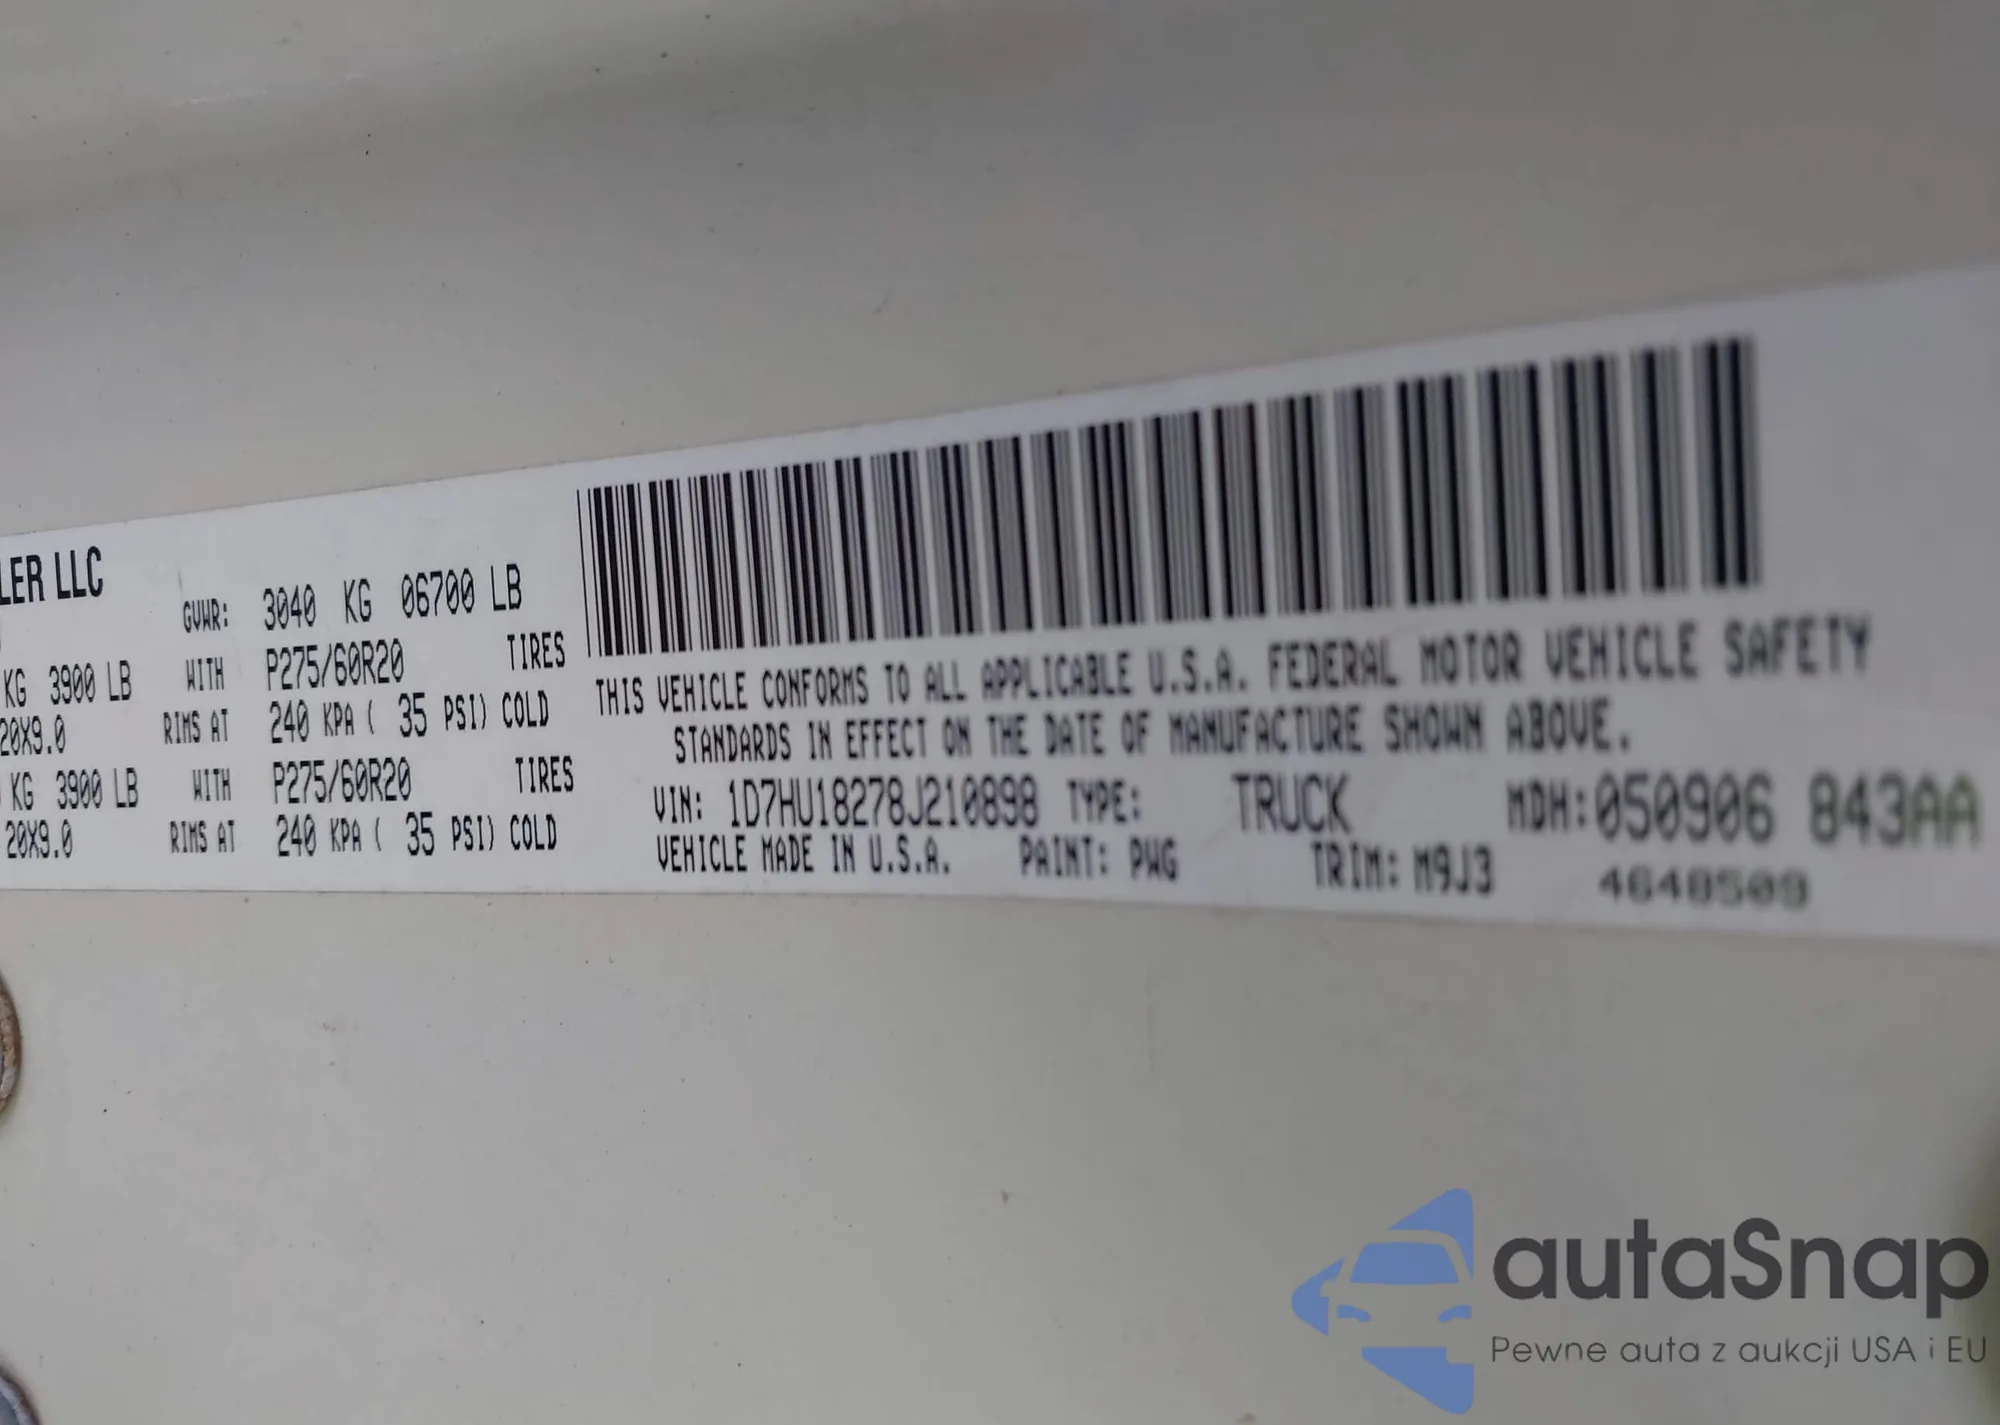 LER LLC
GVWR: 3040 KG 06700 LB
KG 3900 LB WITH P275/60R20 TIRES
20X9.0 RIMS AT 240 KPA ( 35 PSI) COLD
KG 3900 LB WITH P275/60R20 TIRES
20X9.0 RIMS AT 240 KPA ( 35 PSI) COLD
THIS VEHICLE CONFORMS TO ALL APPLICABLE U.S.A. FEDERAL MOTOR VEHICLE SAFETY
STANDARDS IN EFFECT ON THE DATE OF MANUFACTURE SHOWN ABOVE.
VIN: 1D7HU18278J210898 TYPE: TRUCK MDH:050906 843AA
VEHICLE MADE IN U.S.A. PAINT: PWG TRIM: M9J3 4648509
autaSnap
Pewne auta z aukcji USA i EU